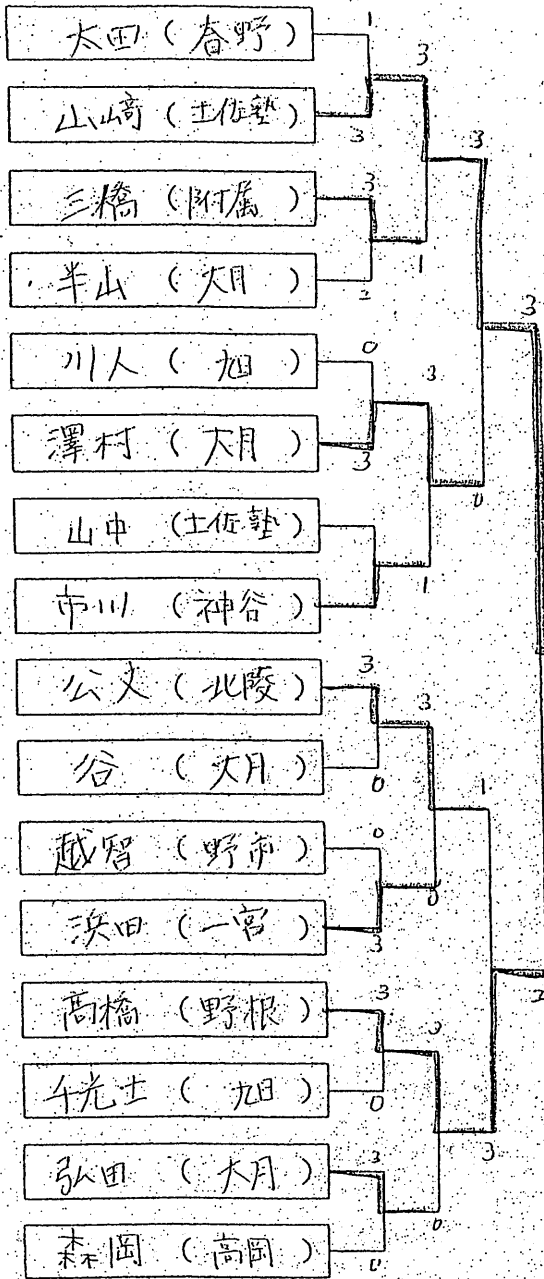 太田 (春野)
1
3
山崎 (土佐塾)
3
3
三橋 (附属)
3
1
半山 (大月)
2
3
川人 (旭)
0
3
澤村 (大月)
3
0
山中 (土佐塾)
市川 (神谷)
1
公文 (北陵)
3
3
谷 (大月)
0
1
越智 (野市)
0
0
浜田 (一宮)
3
2
高橋 (野根)
3
千光士 (旭)
0
3
弘田 (大月)
3
0
森岡 (高岡)
0